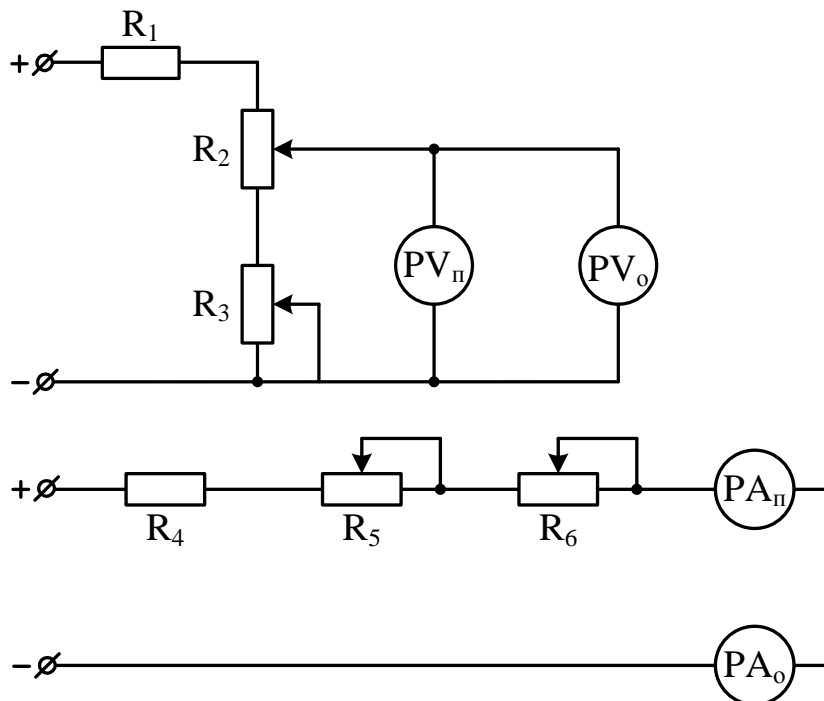 R₁
+
R₂
PVп PVо
R₃
−
+ PAп
R₄ R₅ R₆
− PAо